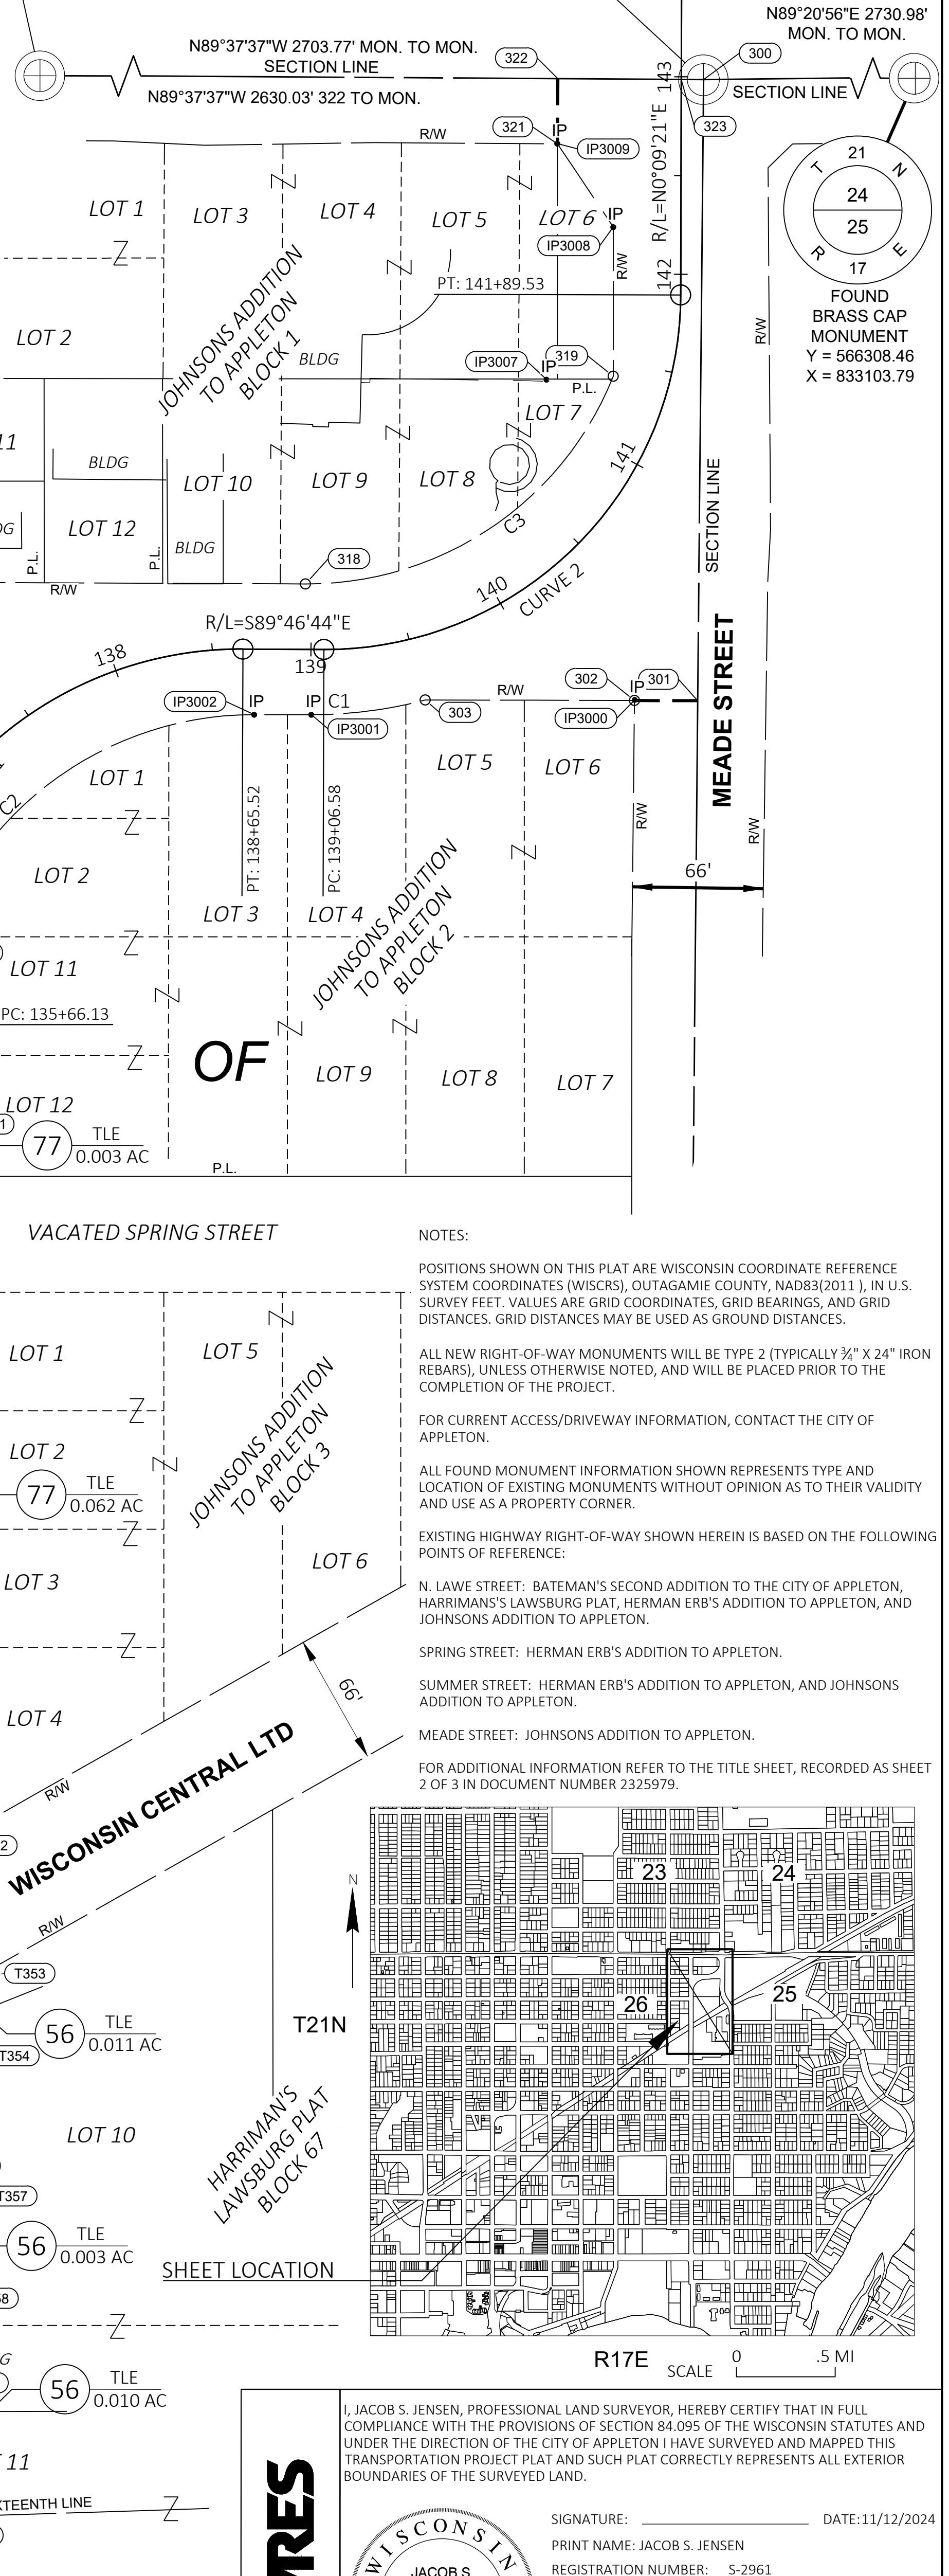 N89°20'56"E 2730.98'
MON. TO MON.
N89°37'37"W 2703.77' MON. TO MON.
SECTION LINE
N89°37'37"W 2630.03' 322 TO MON.
322
300
143
SECTION LINE
323
R/L=N0°09'21"E
321
IP
IP3009
R/W
LOT 1
LOT 3
LOT 4
LOT 5
LOT 6
IP
IP3008
R/W
142
21
T
N
24
25
R
E
17
FOUND
BRASS CAP
MONUMENT
Y = 566308.46
X = 833103.79
R/W
PT: 141+89.53
LOT 2
JOHNSONS ADDITION
TO APPLETON
BLOCK 1
BLDG
IP3007
IP
319
P.L.
LOT 7
141
11
BLDG
LOT 10
LOT 9
LOT 8
C3
SECTION LINE
LOT 12
BLDG
P.L.
P.L.
R/W
318
140
CURVE 2
R/L=S89°46'44"E
138
139
MEADE STREET
IP3002
IP
IP
C1
IP3001
303
R/W
302
IP
301
IP3000
C2
LOT 1
LOT 5
LOT 6
R/W
R/W
PT: 138+65.52
PC: 139+06.58
LOT 2
66'
LOT 3
LOT 4
JOHNSONS ADDITION
TO APPLETON
BLOCK 2
LOT 11
PC: 135+66.13
OF
LOT 9
LOT 8
LOT 7
LOT 12
77
TLE
0.003 AC
P.L.
VACATED SPRING STREET
LOT 1
LOT 5
JOHNSONS ADDITION
TO APPLETON
BLOCK 3
LOT 2
77
TLE
0.062 AC
LOT 3
LOT 6
LOT 4
66'
R/W
WISCONSIN CENTRAL LTD
R/W
NOTES:
POSITIONS SHOWN ON THIS PLAT ARE WISCONSIN COORDINATE REFERENCE
SYSTEM COORDINATES (WISCRS), OUTAGAMIE COUNTY, NAD83(2011 ), IN U.S.
SURVEY FEET. VALUES ARE GRID COORDINATES, GRID BEARINGS, AND GRID
DISTANCES. GRID DISTANCES MAY BE USED AS GROUND DISTANCES.
ALL NEW RIGHT-OF-WAY MONUMENTS WILL BE TYPE 2 (TYPICALLY ¾" X 24" IRON
REBARS), UNLESS OTHERWISE NOTED, AND WILL BE PLACED PRIOR TO THE
COMPLETION OF THE PROJECT.
FOR CURRENT ACCESS/DRIVEWAY INFORMATION, CONTACT THE CITY OF
APPLETON.
ALL FOUND MONUMENT INFORMATION SHOWN REPRESENTS TYPE AND
LOCATION OF EXISTING MONUMENTS WITHOUT OPINION AS TO THEIR VALIDITY
AND USE AS A PROPERTY CORNER.
EXISTING HIGHWAY RIGHT-OF-WAY SHOWN HEREIN IS BASED ON THE FOLLOWING
POINTS OF REFERENCE:
N. LAWE STREET: BATEMAN'S SECOND ADDITION TO THE CITY OF APPLETON,
HARRIMANS'S LAWSBURG PLAT, HERMAN ERB'S ADDITION TO APPLETON, AND
JOHNSONS ADDITION TO APPLETON.
SPRING STREET: HERMAN ERB'S ADDITION TO APPLETON.
SUMMER STREET: HERMAN ERB'S ADDITION TO APPLETON, AND JOHNSONS
ADDITION TO APPLETON.
MEADE STREET: JOHNSONS ADDITION TO APPLETON.
FOR ADDITIONAL INFORMATION REFER TO THE TITLE SHEET, RECORDED AS SHEET
2 OF 3 IN DOCUMENT NUMBER 2325979.
T353
56
TLE
0.011 AC
T354
LOT 10
T357
56
TLE
0.003 AC
HARRIMAN'S
LAWSBURG PLAT
BLOCK 67
N
T21N
23
24
26
25
SHEET LOCATION
R17E
SCALE
0
.5 MI
56
TLE
0.010 AC
11
TEENTH LINE
I, JACOB S. JENSEN, PROFESSIONAL LAND SURVEYOR, HEREBY CERTIFY THAT IN FULL
COMPLIANCE WITH THE PROVISIONS OF SECTION 84.095 OF THE WISCONSIN STATUTES AND
UNDER THE DIRECTION OF THE CITY OF APPLETON I HAVE SURVEYED AND MAPPED THIS
TRANSPORTATION PROJECT PLAT AND SUCH PLAT CORRECTLY REPRESENTS ALL EXTERIOR
BOUNDARIES OF THE SURVEYED LAND.
WISCONSIN
JACOB S.
SIGNATURE:
DATE:11/12/2024
PRINT NAME: JACOB S. JENSEN
REGISTRATION NUMBER: S-2961